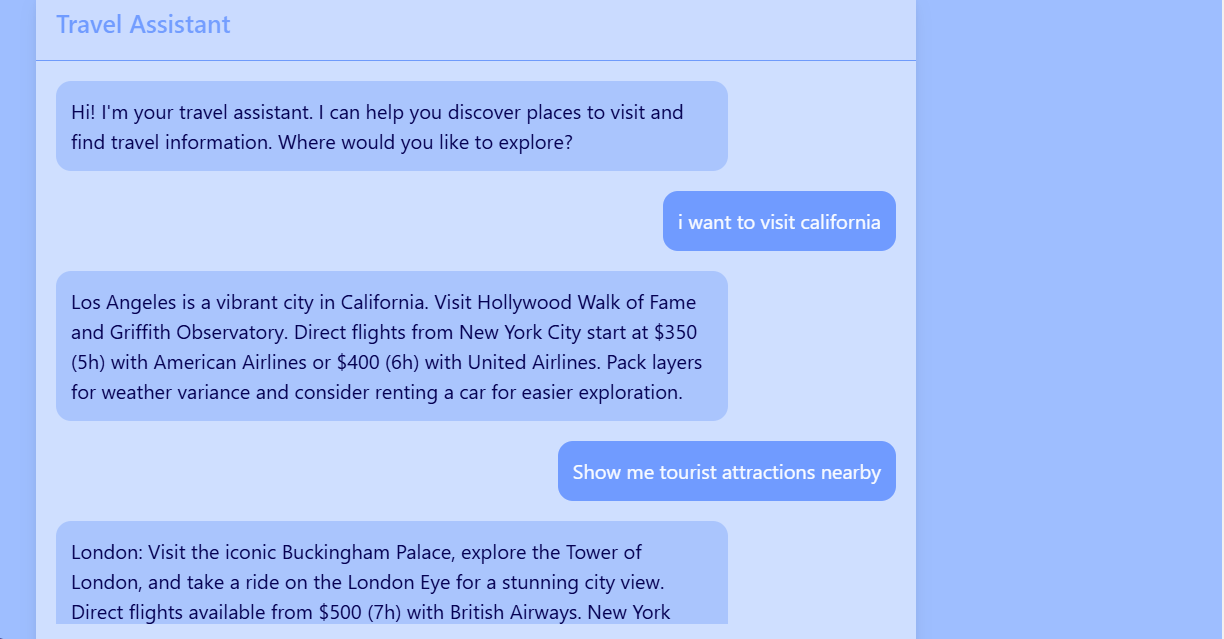 Travel Assistant
Hi! I'm your travel assistant. I can help you discover places to visit and
find travel information. Where would you like to explore?
i want to visit california
Los Angeles is a vibrant city in California. Visit Hollywood Walk of Fame
and Griffith Observatory. Direct flights from New York City start at $350
(5h) with American Airlines or $400 (6h) with United Airlines. Pack layers
for weather variance and consider renting a car for easier exploration.
Show me tourist attractions nearby
London: Visit the iconic Buckingham Palace, explore the Tower of
London, and take a ride on the London Eye for a stunning city view.
Direct flights available from $500 (7h) with British Airways. New York